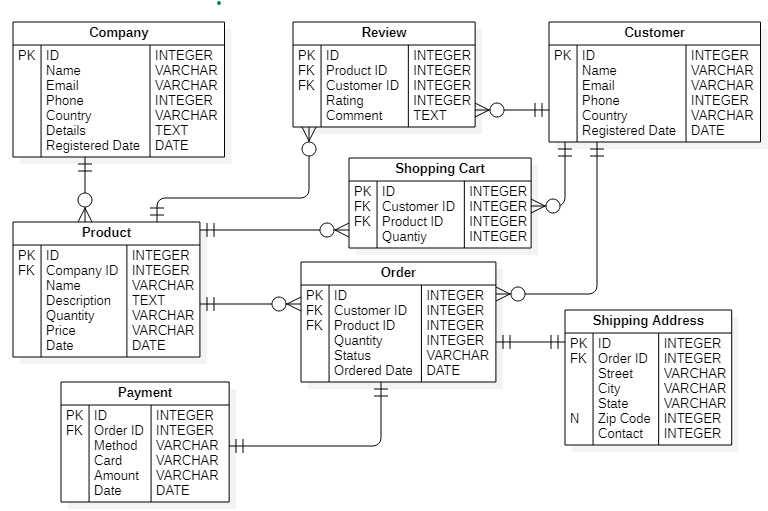 Company
PK ID INTEGER
Name VARCHAR
Email VARCHAR
Phone INTEGER
Country VARCHAR
Details TEXT
Registered Date DATE
Review
PK ID INTEGER
FK Product ID INTEGER
FK Customer ID INTEGER
Rating INTEGER
Comment TEXT
Customer
PK ID INTEGER
Name VARCHAR
Email VARCHAR
Phone INTEGER
Country VARCHAR
Registered Date DATE
Shopping Cart
PK ID INTEGER
FK Customer ID INTEGER
FK Product ID INTEGER
Quantiy INTEGER
Product
PK ID INTEGER
FK Company ID INTEGER
Name VARCHAR
Description TEXT
Quantity VARCHAR
Price VARCHAR
Date DATE
Order
PK ID INTEGER
FK Customer ID INTEGER
FK Product ID INTEGER
Quantity INTEGER
Status VARCHAR
Ordered Date DATE
Shipping Address
PK ID INTEGER
FK Order ID INTEGER
Street VARCHAR
City VARCHAR
State VARCHAR
N Zip Code INTEGER
Contact INTEGER
Payment
PK ID INTEGER
FK Order ID INTEGER
Method VARCHAR
Card VARCHAR
Amount VARCHAR
Date DATE